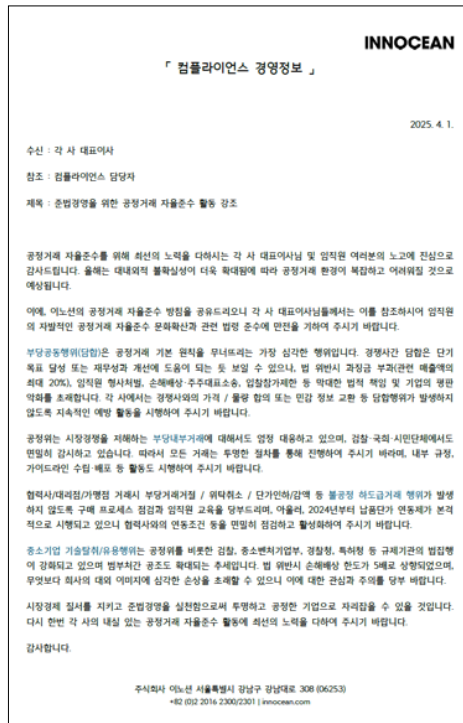 INNOCEAN
「 컴플라이언스 경영정보 」
2025. 4. 1.
수신 : 각 사 대표이사
참조 : 컴플라이언스 담당자
제목 : 준법경영을 위한 공정거래 자율준수 활동 강조
공정거래 자율준수를 위해 최선의 노력을 다하시는 각 사 대표이사님 및 임직원 여러분의 노고에 진심으로
감사드립니다. 올해는 대내외적 불확실성이 더욱 확대됨에 따라 공정거래 환경이 복잡하고 어려워질 것으로
예상됩니다.
이에, 이노션의 공정거래 자율준수 방침을 공유드리오니 각 사 대표이사님들께서는 이를 참조하시어 임직원
의 자발적인 공정거래 자율준수 문화확산과 관련 법령 준수에 만전을 기하여 주시기 바랍니다.
부당공동행위(담합)은 공정거래 기본 원칙을 무너뜨리는 가장 심각한 행위입니다. 경쟁사간 담합은 단기
목표 달성 또는 재무성과 개선에 도움이 되는 듯 보일 수 있으나, 법 위반시 과징금 부과(관련 매출액의
최대 20%), 임직원 형사처벌, 손해배상·주주대표소송, 입찰참가제한 등 막대한 법적 책임 및 기업의 평판
악화를 초래합니다. 각 사에서는 경쟁사와의 가격 / 물량 합의 또는 민감 정보 교환 등 담합행위가 발생하지
않도록 지속적인 예방 활동을 시행하여 주시기 바랍니다.
공정위는 시장경쟁을 저해하는 부당내부거래에 대해서도 엄정 대응하고 있으며, 검찰·국회·시민단체에서도
면밀히 감시하고 있습니다. 따라서 모든 거래는 투명한 절차를 통해 진행하여 주시기 바라며, 내부 규정,
가이드라인 수립·배포 등 활동도 시행하여 주시기 바랍니다.
협력사/대리점/가맹점 거래시 부당거래거절 / 위탁취소 / 단가인하/감액 등 불공정 하도급거래 행위가 발
생하지 않도록 구매 프로세스 점검과 임직원 교육을 당부드리며, 아울러, 2024년부터 납품단가 연동제가 본격
적으로 시행되고 있으니 협력사와의 연동조건 등을 면밀히 점검하고 활성화하여 주시기 바랍니다.
중소기업 기술탈취/유용행위는 공정위를 비롯한 검찰, 중소벤처기업부, 경찰청, 특허청 등 규제기관의 법집행
이 강화되고 있으며 범부처간 공조도 확대되는 추세입니다. 법 위반시 손해배상 한도가 5배로 상향되었으며,
무엇보다 회사의 대외 이미지에 심각한 손상을 초래할 수 있으니 이에 대한 관심과 주의를 당부 바랍니다.
시장경제 질서를 지키고 준법경영을 실천함으로써 투명하고 공정한 기업으로 자리잡을 수 있을 것입니다.
다시 한번 각 사의 내실 있는 공정거래 자율준수 활동에 최선의 노력을 다하여 주시기 바랍니다.
감사합니다.
주식회사 이노션 서울특별시 강남구 강남대로 308 (06253)
+82 (0)2 2016 2300/2301 | innocean.com